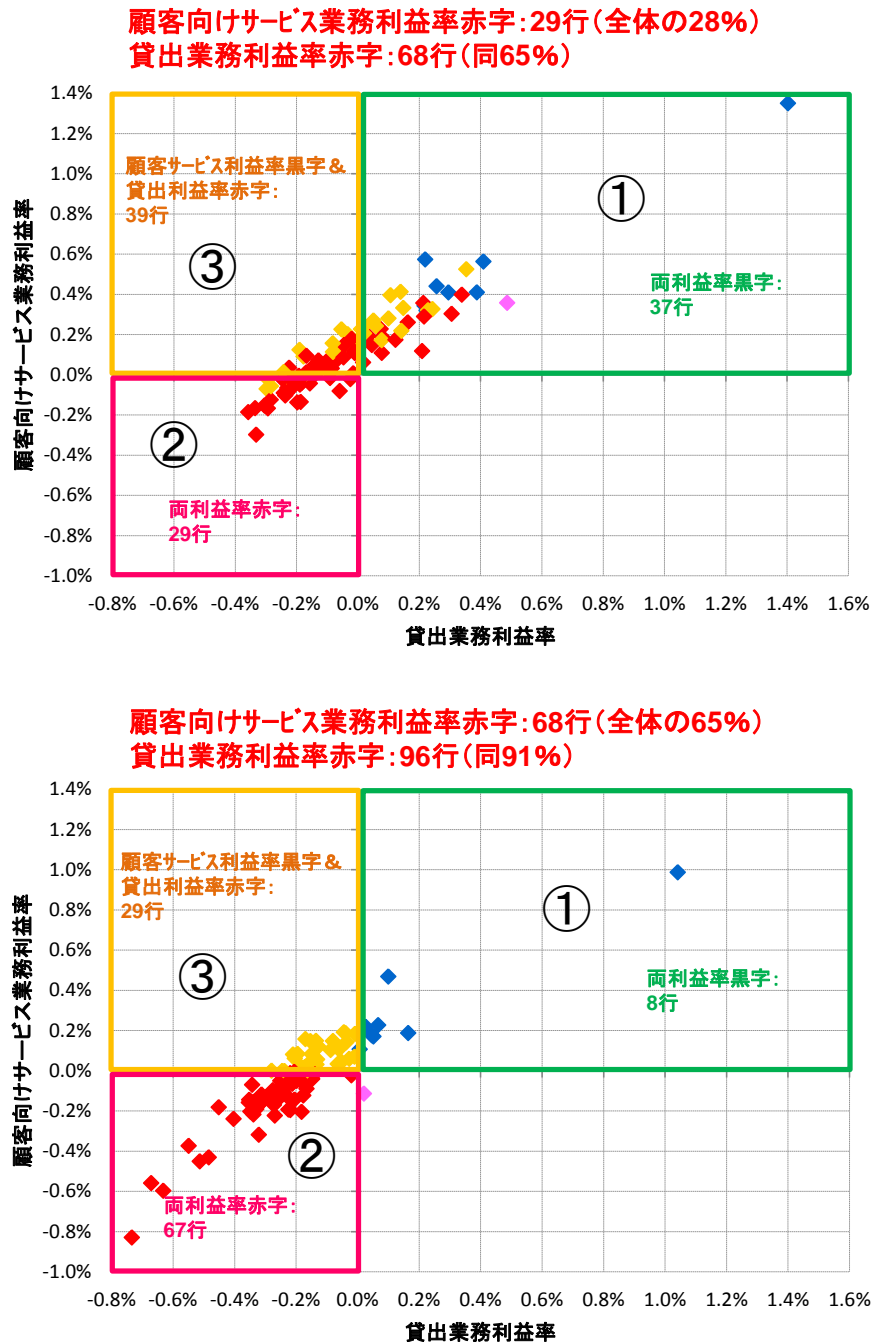 顧客向けサービス業務利益率赤字:29行(全体の28%)
貸出業務利益率赤字:68行(同65%)
1.4%
1.2%
1.0%
0.8%
0.6%
0.4%
0.2%
0.0%
-0.2%
-0.4%
-0.6%
-0.8%
-1.0%
顧客向けサービス業務利益率
顧客サービス利益率黒字&
貸出利益率赤字:
39行
③
①
両利益率黒字:
37行
②
両利益率赤字:
29行
-0.8% -0.6% -0.4% -0.2% 0.0% 0.2% 0.4% 0.6% 0.8% 1.0% 1.2% 1.4% 1.6%
貸出業務利益率
顧客向けサービス業務利益率赤字:68行(全体の65%)
貸出業務利益率赤字:96行(同91%)
1.4%
1.2%
1.0%
0.8%
0.6%
0.4%
0.2%
0.0%
-0.2%
-0.4%
-0.6%
-0.8%
-1.0%
顧客向けサービス業務利益率
顧客サービス利益率黒字&
貸出利益率赤字:
29行
③
①
両利益率黒字:
8行
②
両利益率赤字:
67行
-0.8% -0.6% -0.4% -0.2% 0.0% 0.2% 0.4% 0.6% 0.8% 1.0% 1.2% 1.4% 1.6%
貸出業務利益率